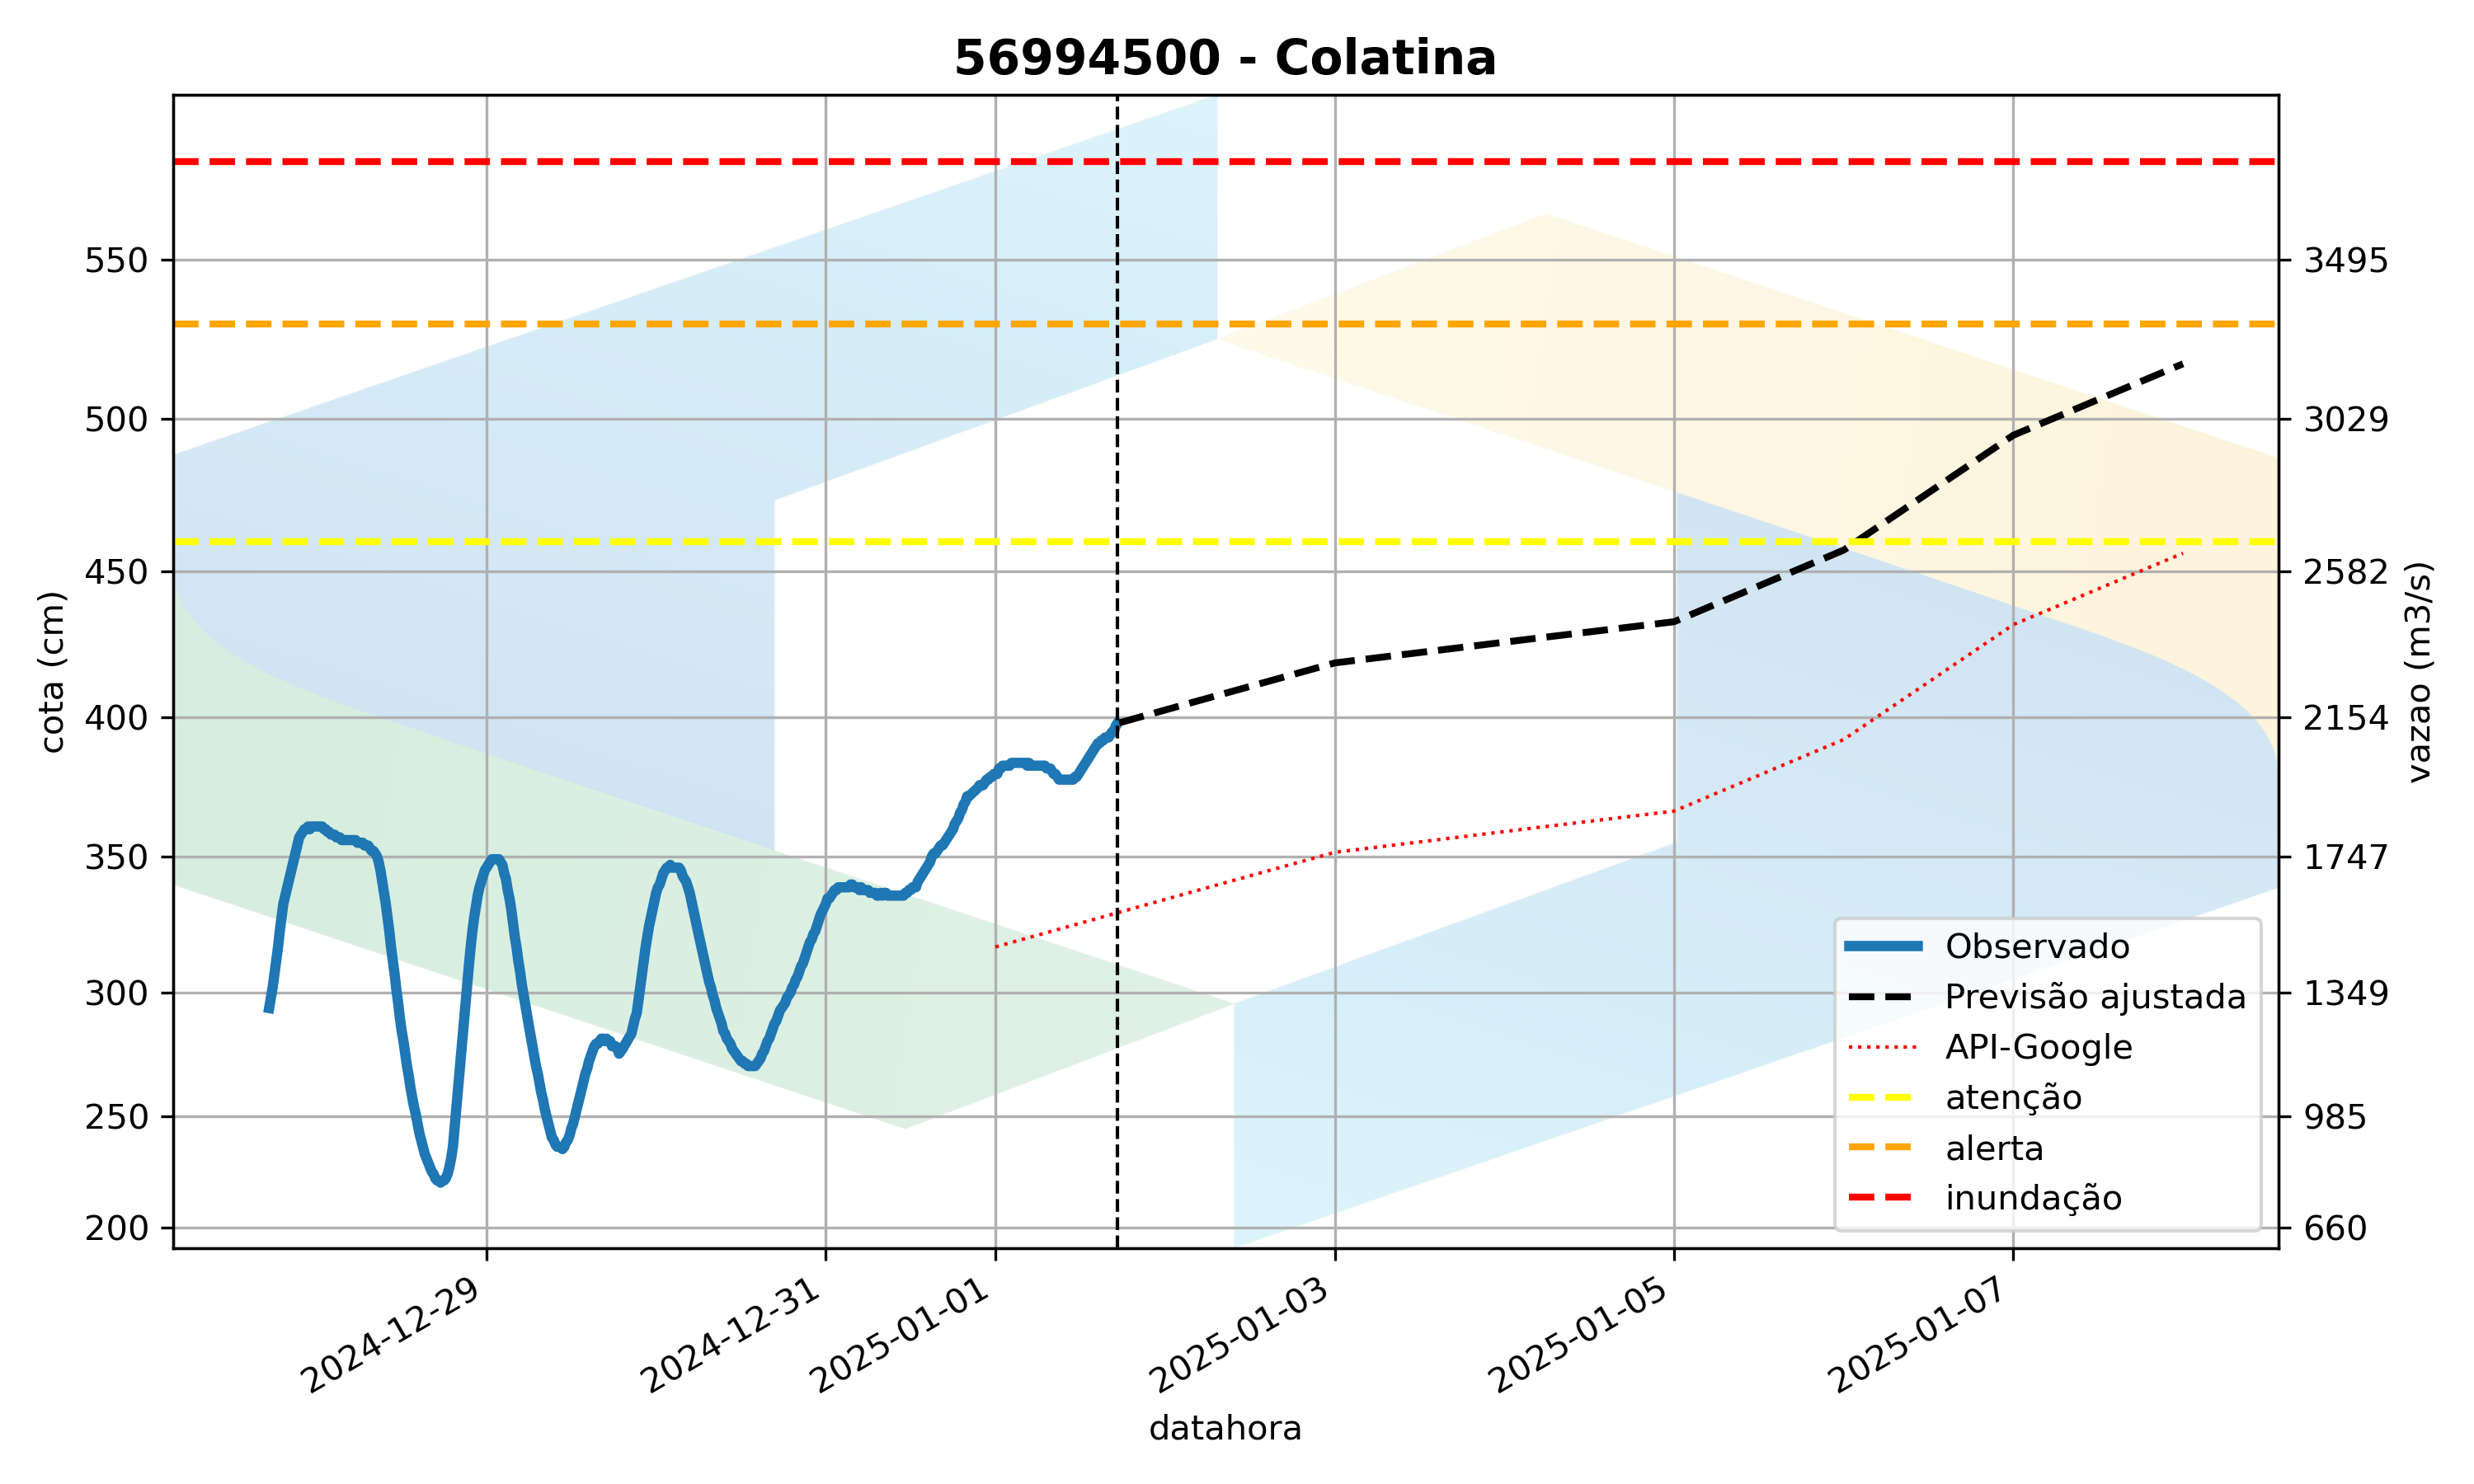 56994500 - Colatina
cota (cm)
550
500
450
400
350
300
250
200
3495
3029
2582
2154
1747
1349
985
660
vazao (m3/s)
Observado
Previsão ajustada
API-Google
atenção
alerta
inundação
2024-12-29
2024-12-31
2025-01-01
2025-01-03
2025-01-05
2025-01-07
datahora